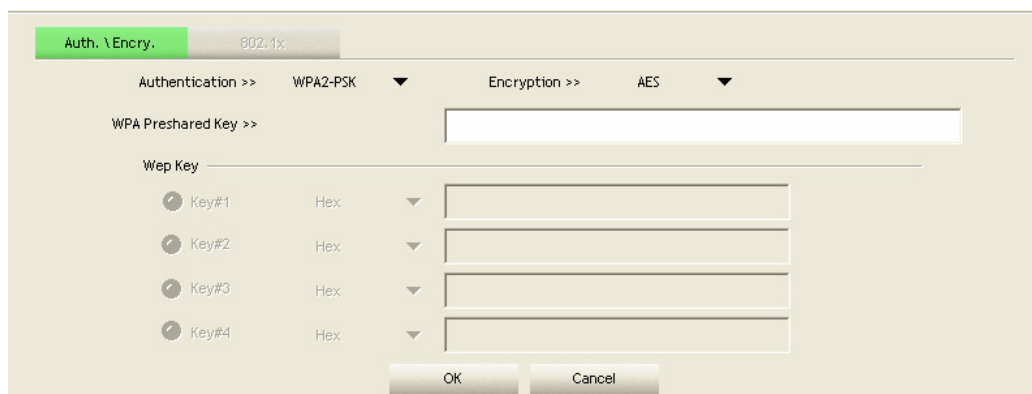 Auth. \ Encry. 802.1x
Authentication >> WPA2-PSK Encryption >> AES
WPA Preshared Key >>
Wep Key
Key#1 Hex
Key#2 Hex
Key#3 Hex
Key#4 Hex
OK Cancel